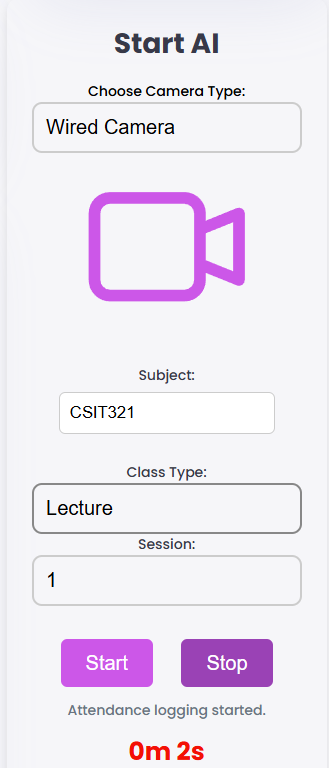 Start AI
Choose Camera Type:
Wired Camera
Subject:
CSIT321
Class Type:
Lecture
Session:
1
Start Stop
Attendance logging started.
0m 2s